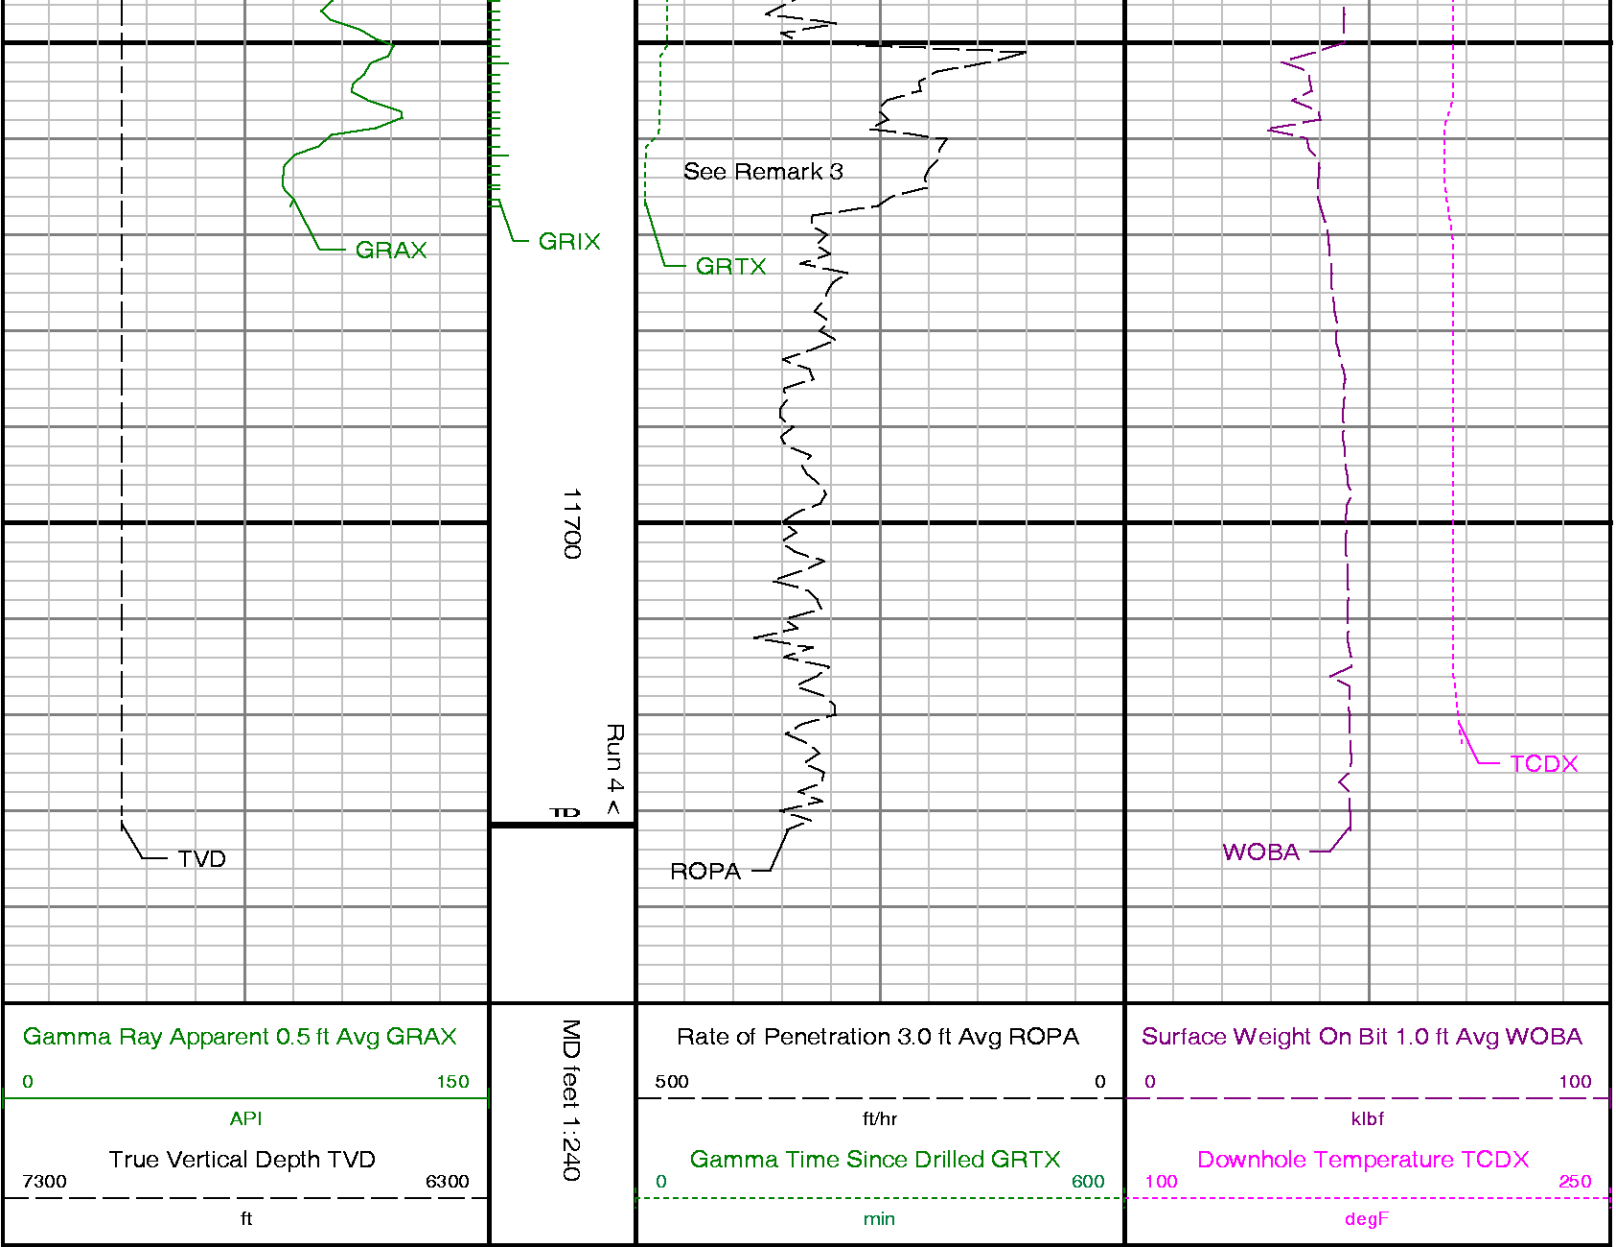 See Remark 3
GRAX
GRIX
GRTX
11700
Run 4 <
TD
TCDX
TVD
ROPA
WOBA
Gamma Ray Apparent 0.5 ft Avg GRAX
0 150
API
True Vertical Depth TVD
7300 6300
ft
MD feet 1:240
Rate of Penetration 3.0 ft Avg ROPA
500 0
ft/hr
Gamma Time Since Drilled GRTX
0 600
min
Surface Weight On Bit 1.0 ft Avg WOBA
0 100
klbf
Downhole Temperature TCDX
100 250
degF